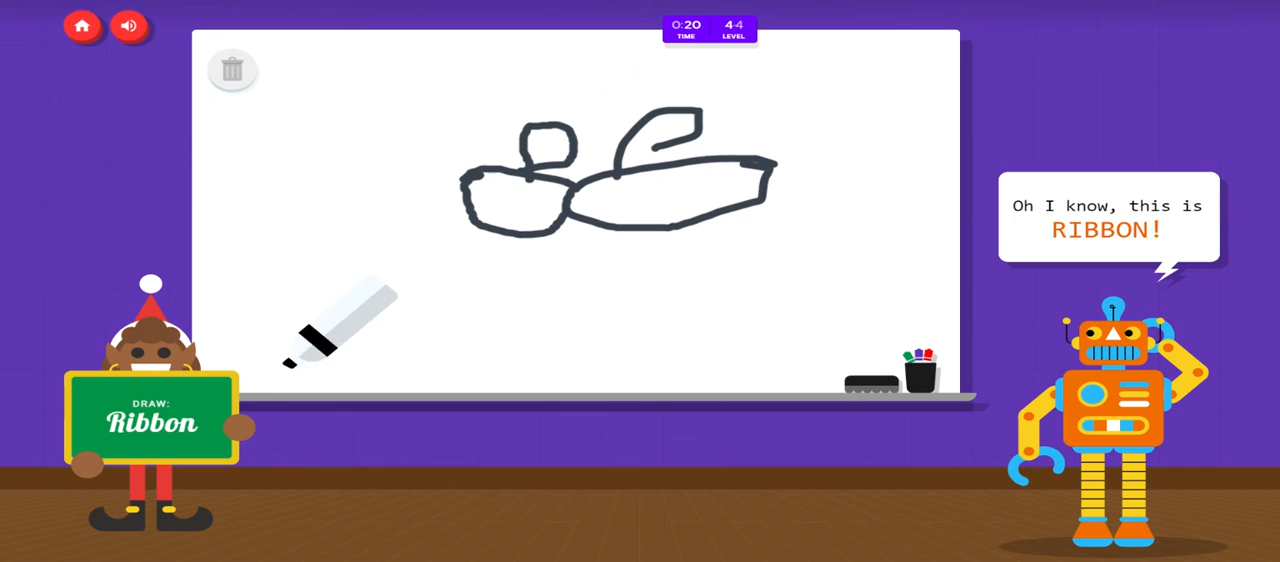 0:20
TIME
4-4
LEVEL
Oh I know, this is
RIBBON!
DRAW:
Ribbon